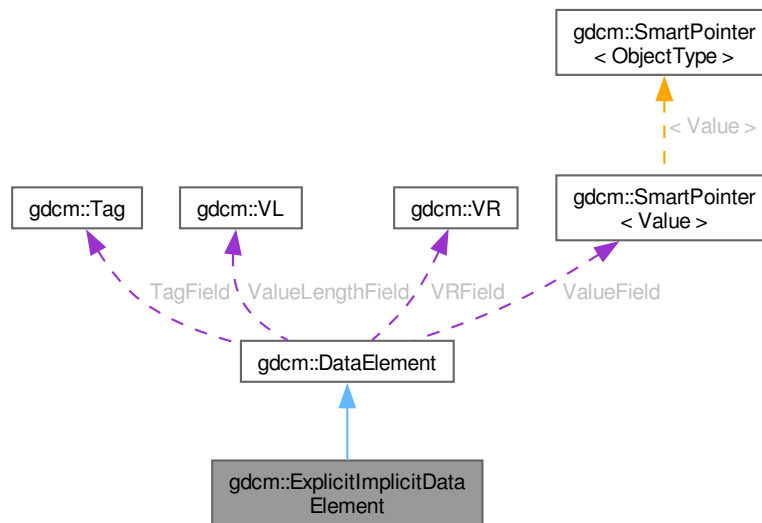 gdcm::SmartPointer
< ObjectType >
< Value >
gdcm::Tag
gdcm::VL
gdcm::VR
gdcm::SmartPointer
< Value >
TagField
ValueLengthField
VRField
ValueField
gdcm::DataElement
gdcm::ExplicitImplicitData
Element